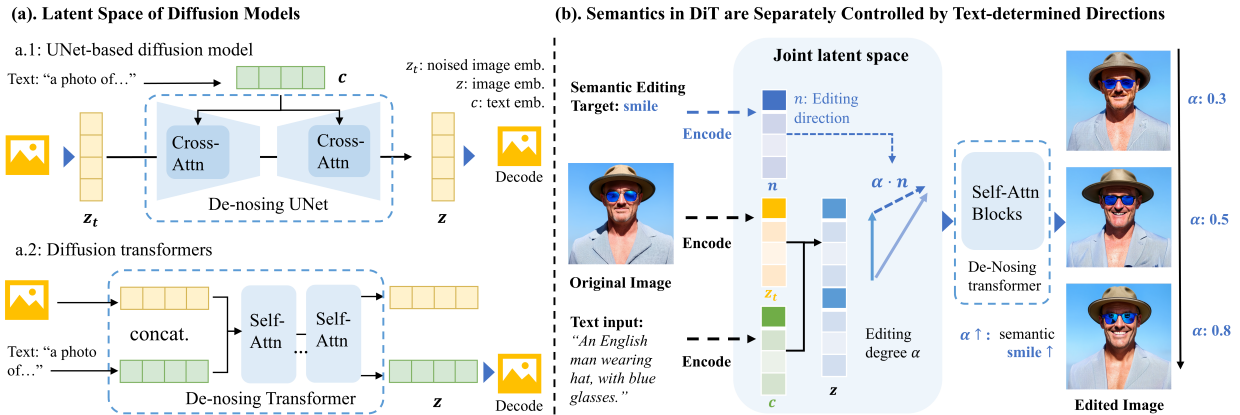 (a). Latent Space of Diffusion Models
a.1: UNet-based diffusion model
Text: “a photo of…”
c
z_t: noised image emb.
z: image emb.
c: text emb.
Cross-
Attn
Cross-
Attn
De-nosing UNet
z_t
z
Decode
a.2: Diffusion transformers
concat.
Self-
Attn
Self-
Attn
...
Text: “a photo
of…”
De-nosing Transformer
z
Decode
(b). Semantics in DiT are Separately Controlled by Text-determined Directions
Joint latent space
Semantic Editing
Target: smile
Encode
n: Editing
direction
n
Original Image
Encode
z_t
α · n
Text input:
“An English
man wearing
hat, with blue
glasses.”
Encode
c
z
Editing
degree α
Self-Attn
Blocks
De-Nosing
transformer
α ↑: semantic
smile ↑
α: 0.3
α: 0.5
α: 0.8
Edited Image